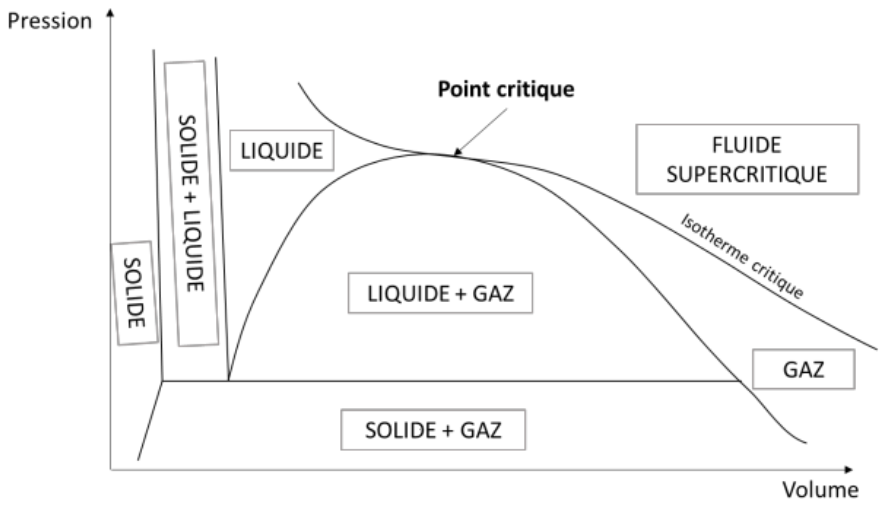 Pression
Point critique
SOLIDE + LIQUIDE
LIQUIDE
FLUIDE
SUPERCRITIQUE
Isotherme critique
SOLIDE
LIQUIDE + GAZ
GAZ
SOLIDE + GAZ
Volume